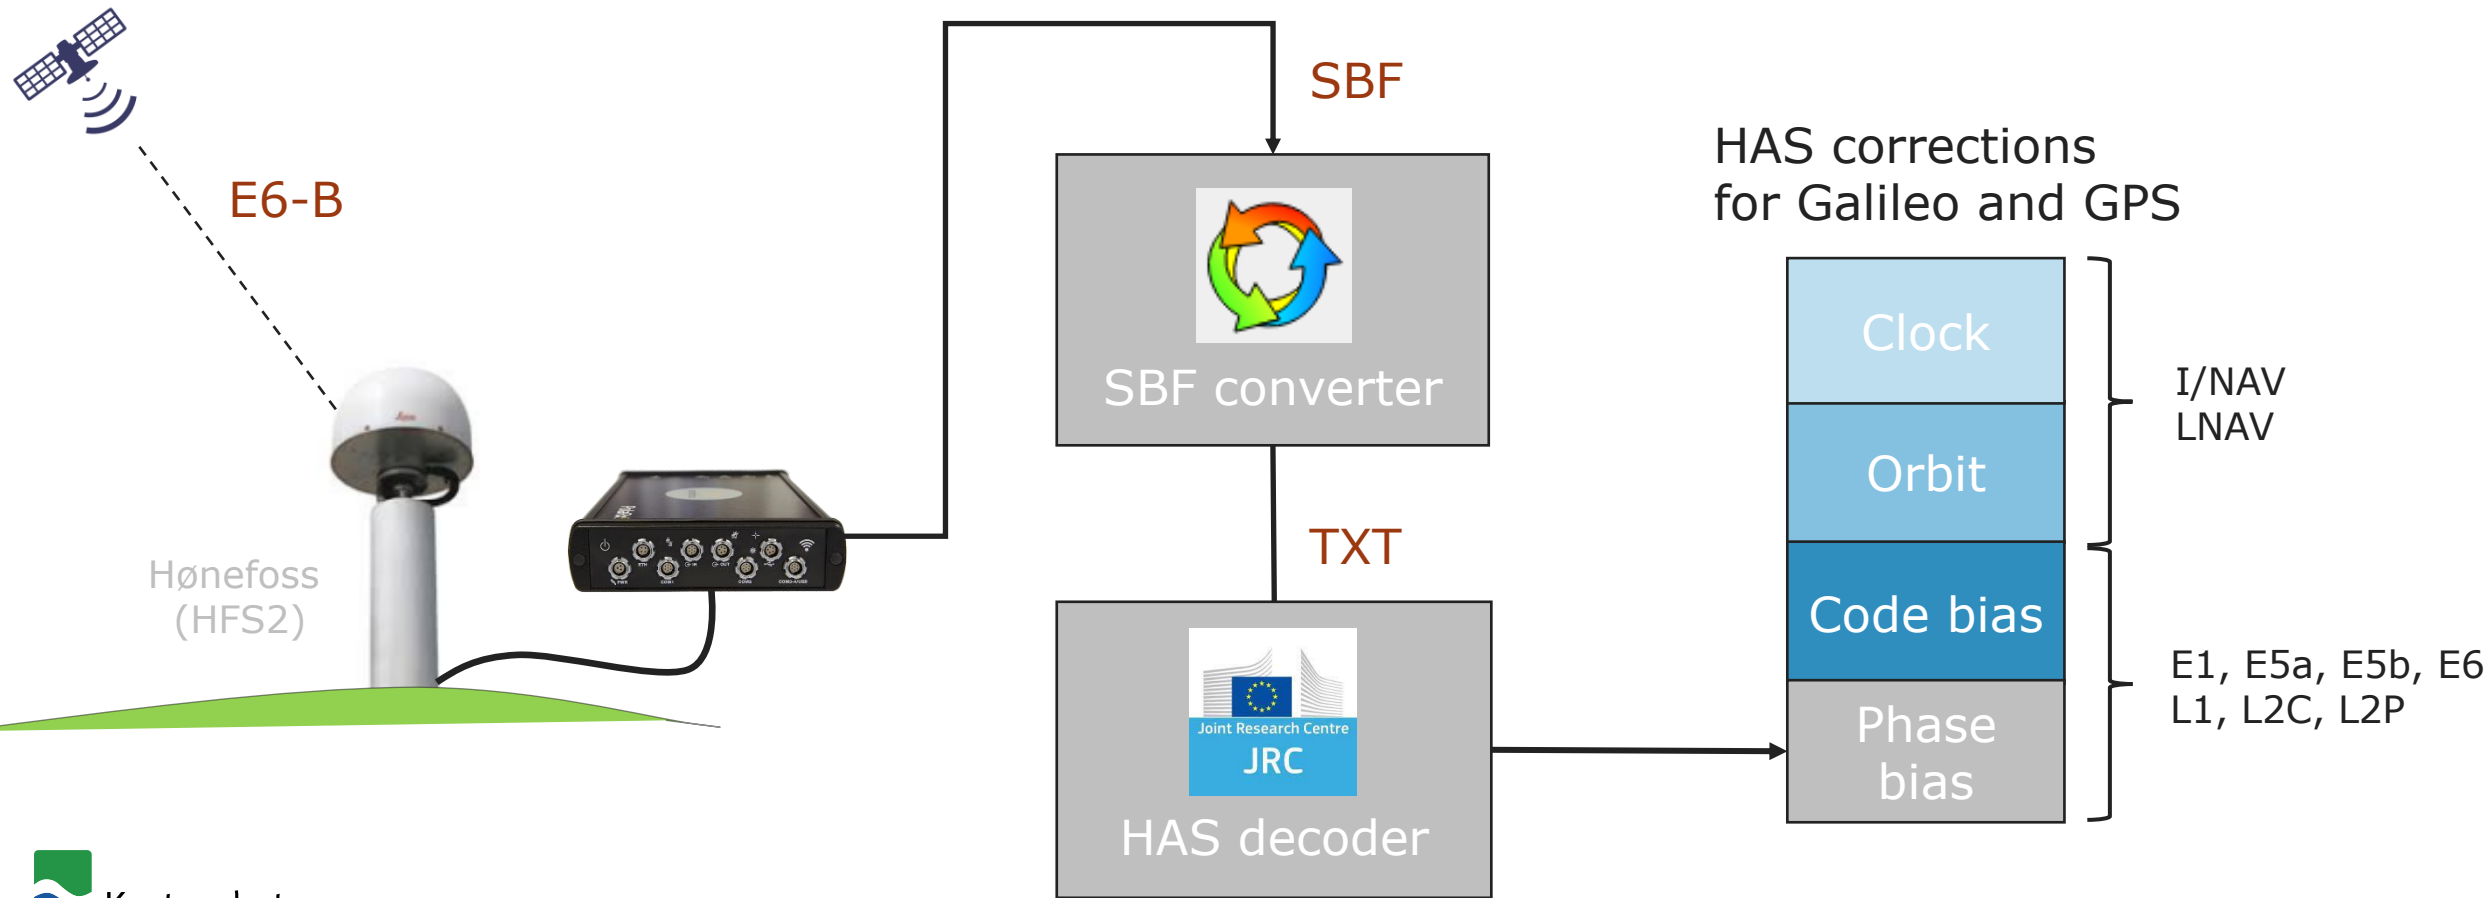 E6-B
Hønefoss
(HFS2)
SBF
SBF converter
TXT
Joint Research Centre
JRC
HAS decoder
HAS corrections
for Galileo and GPS
Clock
Orbit
Code bias
Phase
bias
I/NAV
LNAV
E1, E5a, E5b, E6
L1, L2C, L2P